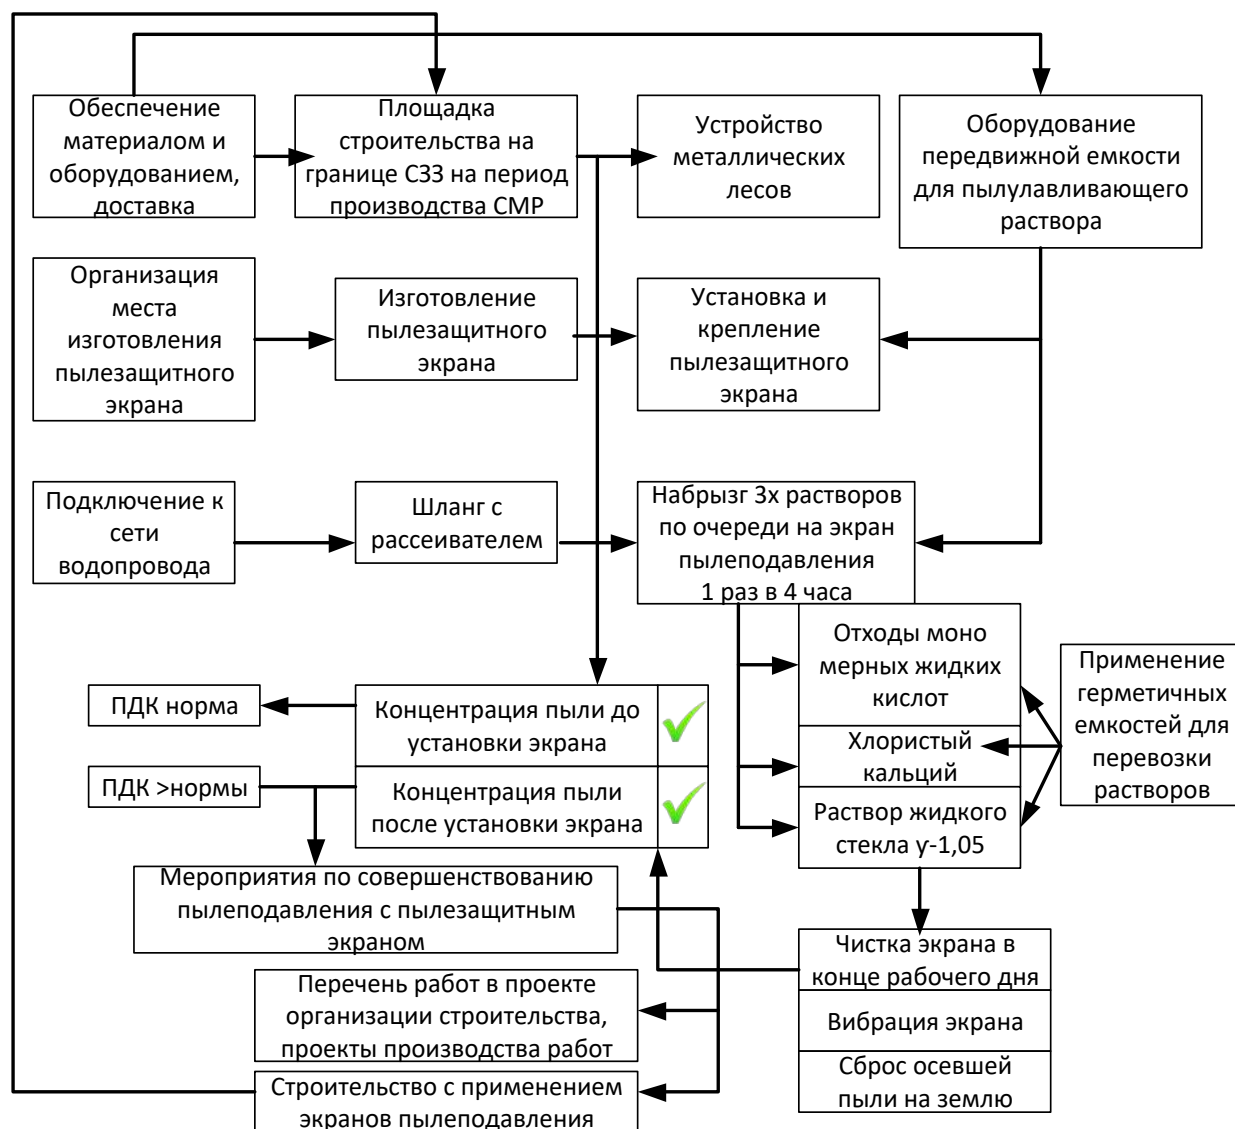 Обеспечение
материалом и
оборудованием,
доставка
Площадка
строительства на
границе СЗЗ на период
производства СМР
Устройство
металлических
лесов
Оборудование
передвижной емкости
для пылулавливающего
раствора
Организация
места
изготовления
пылезащитного
экрана
Изготовление
пылезащитного
экрана
Установка и
крепление
пылезащитного
экрана
Подключение к
сети
водопровода
Шланг с
рассеивателем
Набрызг 3х растворов
по очереди на экран
пылеподавления
1 раз в 4 часа
Отходы моно
мерных жидких
кислот
Хлористый
кальций
Раствор жидкого
стекла у-1,05
Применение
герметичных
емкостей для
перевозки
растворов
ПДК норма
Концентрация пыли до
установки экрана
ПДК >нормы
Концентрация пыли
после установки экрана
Мероприятия по совершенствованию
пылеподавления с пылезащитным
экраном
Чистка экрана в
конце рабочего дня
Вибрация экрана
Сброс осевшей
пыли на землю
Перечень работ в проекте
организации строительства,
проекты производства работ
Строительство с применением
экранов пылеподавления